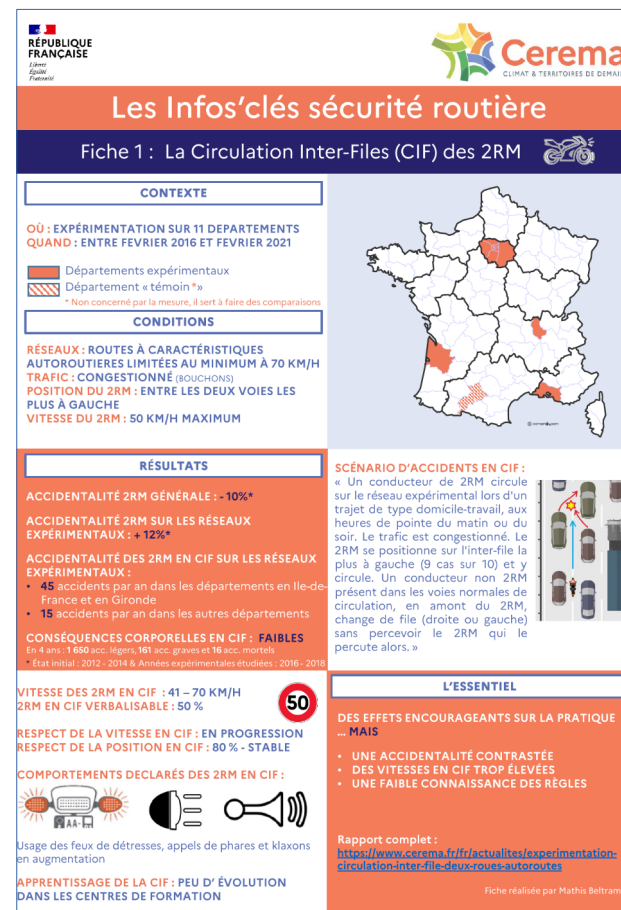 RÉPUBLIQUE
FRANÇAISE
Liberté
Égalité
Fraternité
Cerema
CLIMAT & TERRITOIRES DE DEMAI
Les Infos'clés sécurité routière
Fiche 1 : La Circulation Inter-Files (CIF) des 2RM
CONTEXTE
OÙ : EXPÉRIMENTATION SUR 11 DEPARTEMENTS
QUAND : ENTRE FEVRIER 2016 ET FEVRIER 2021
Départements expérimentaux
Département « témoin *»
* Non concerné par la mesure, il sert à faire des comparaisons
CONDITIONS
RÉSEAUX : ROUTES À CARACTÉRISTIQUES
AUTOROUTIERES LIMITÉES AU MINIMUM À 70 KM/H
TRAFIC : CONGESTIONNÉ (BOUCHONS)
POSITION DU 2RM : ENTRE LES DEUX VOIES LES
PLUS À GAUCHE
VITESSE DU 2RM : 50 KM/H MAXIMUM
RÉSULTATS
ACCIDENTALITÉ 2RM GÉNÉRALE : - 10%*
ACCIDENTALITÉ 2RM SUR LES RÉSEAUX
EXPÉRIMENTAUX : + 12%*
ACCIDENTALITÉ DES 2RM EN CIF SUR LES RÉSEAUX
EXPÉRIMENTAUX :
• 45 accidents par an dans les départements en Ile-de-
France et en Gironde
• 15 accidents par an dans les autres départements
CONSÉQUENCES CORPORELLES EN CIF : FAIBLES
En 4 ans : 1 650 acc. légers, 161 acc. graves et 16 acc. mortels
* État initial : 2012 - 2014 & Années expérimentales étudiées : 2016 - 2018
SCÉNARIO D'ACCIDENTS EN CIF :
« Un conducteur de 2RM circule
sur le réseau expérimental lors d'un
trajet de type domicile-travail, aux
heures de pointe du matin ou du
soir. Le trafic est congestionné. Le
2RM se positionne sur l'inter-file la
plus à gauche (9 cas sur 10) et y
circule. Un conducteur non 2RM
présent dans les voies normales de
circulation, en amont du 2RM,
change de file (droite ou gauche)
sans percevoir le 2RM qui le
percute alors. »
VITESSE DES 2RM EN CIF : 41 – 70 KM/H
2RM EN CIF VERBALISABLE : 50 %
50
RESPECT DE LA VITESSE EN CIF : EN PROGRESSION
RESPECT DE LA POSITION EN CIF : 80 % - STABLE
COMPORTEMENTS DECLARÉS DES 2RM EN CIF :
AA-
Usage des feux de détresses, appels de phares et klaxons
en augmentation
APPRENTISSAGE DE LA CIF : PEU D' ÉVOLUTION
DANS LES CENTRES DE FORMATION
L'ESSENTIEL
DES EFFETS ENCOURAGEANTS SUR LA PRATIQUE
... MAIS
• UNE ACCIDENTALITÉ CONTRASTÉE
• DES VITESSES EN CIF TROP ÉLEVÉES
• UNE FAIBLE CONNAISSANCE DES RÈGLES
Rapport complet :
https://www.cerema.fr/fr/actualites/experimentation-
circulation-inter-file-deux-roues-autoroutes
Fiche réalisée par Mathis Beltram